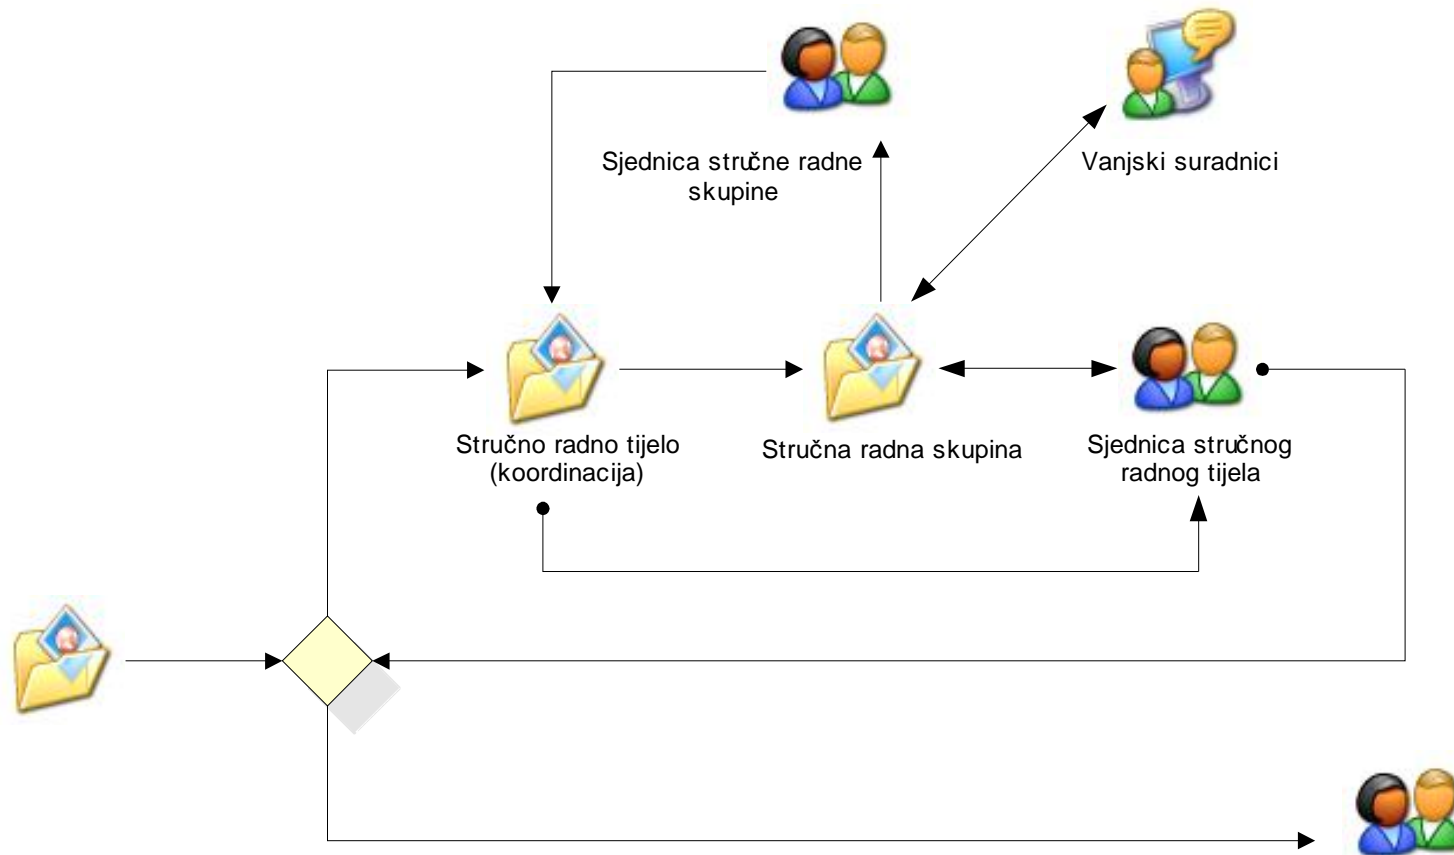 Sjednica stručne radne
skupine
Vanjski suradnici
Stručno radno tijelo
(koordinacija)
Stručna radna skupina
Sjednica stručnog
radnog tijela